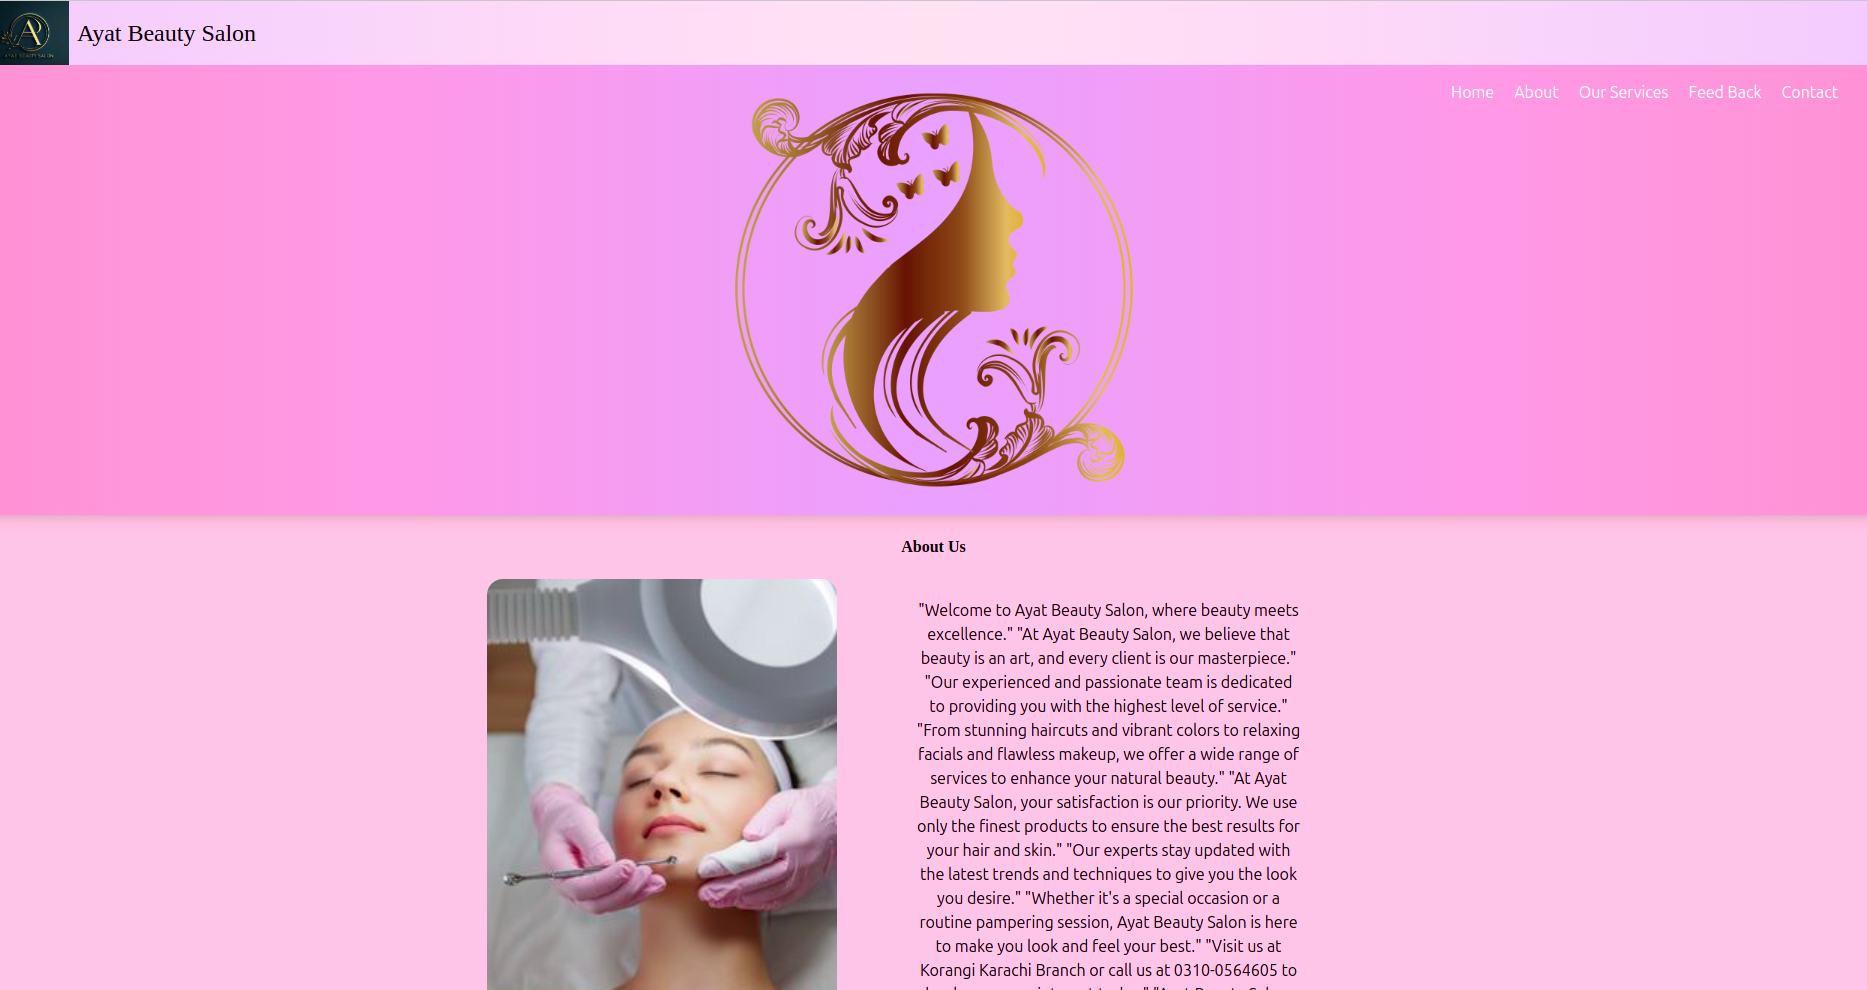 AYAT BEAUTY SALON
Ayat Beauty Salon
Home About Our Services Feed Back Contact
About Us
"Welcome to Ayat Beauty Salon, where beauty meets
excellence." "At Ayat Beauty Salon, we believe that
beauty is an art, and every client is our masterpiece."
"Our experienced and passionate team is dedicated
to providing you with the highest level of service."
"From stunning haircuts and vibrant colors to relaxing
facials and flawless makeup, we offer a wide range of
services to enhance your natural beauty." "At Ayat
Beauty Salon, your satisfaction is our priority. We use
only the finest products to ensure the best results for
your hair and skin." "Our experts stay updated with
the latest trends and techniques to give you the look
you desire." "Whether it's a special occasion or a
routine pampering session, Ayat Beauty Salon is here
to make you look and feel your best." "Visit us at
Korangi Karachi Branch or call us at 0310-0564605 to